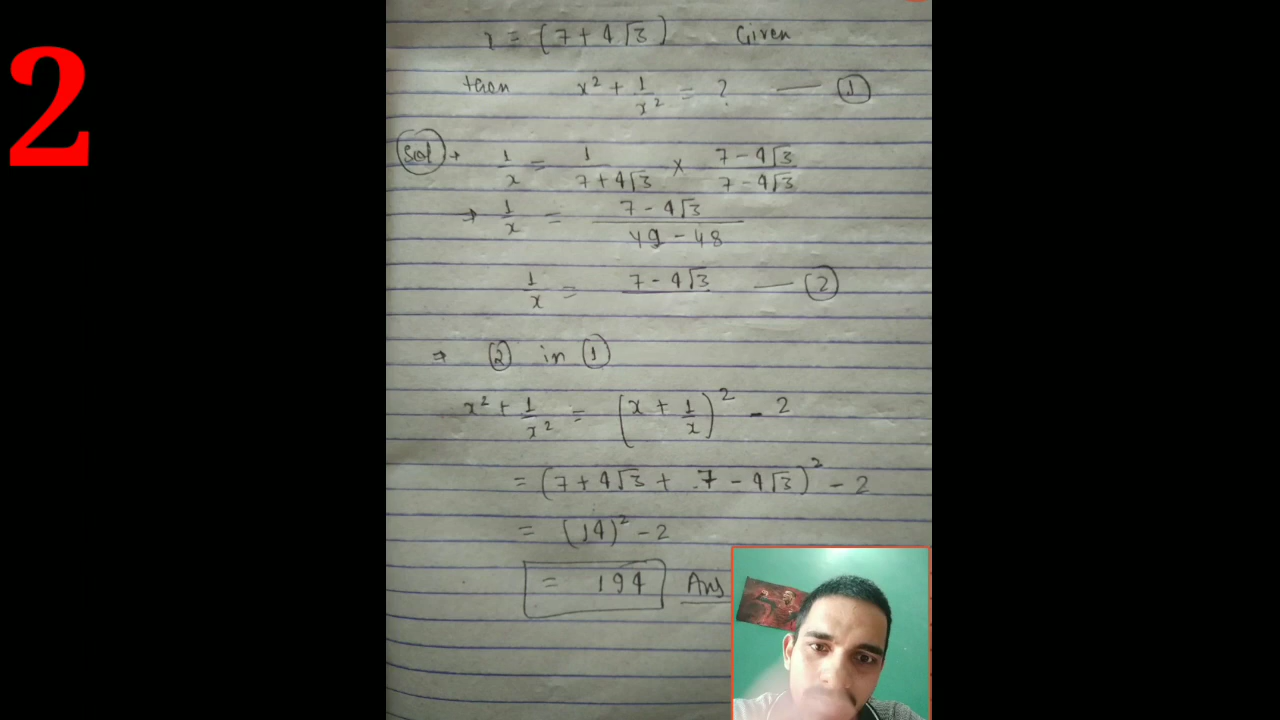 2
x = (7 + 4√3) Given
then x² + 1/x² = ? — ①
Sol → 1/x = 1/(7 + 4√3) × (7 - 4√3)/(7 - 4√3)
⇒ 1/x = (7 - 4√3)/(49 - 48)
1/x = 7 - 4√3 — ②
⇒ ② in ①
x² + 1/x² = (x + 1/x)² - 2
= (7 + 4√3 + 7 - 4√3)² - 2
= (14)² - 2
= 194 Ans